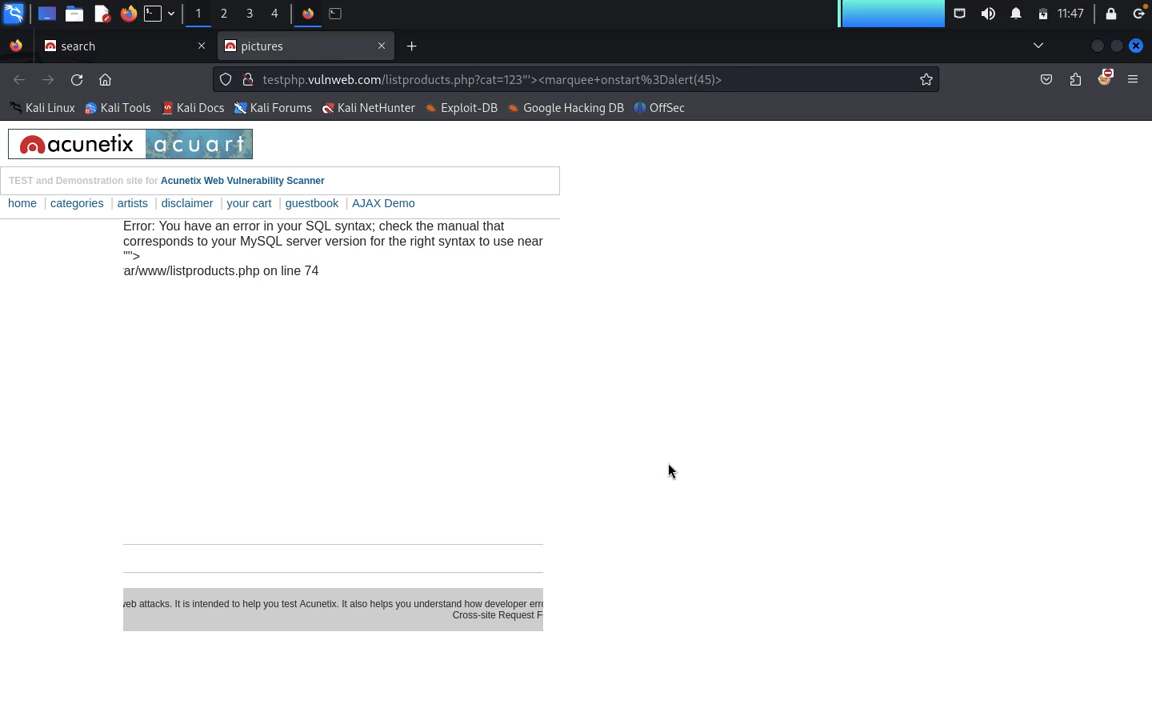 1 2 3 4 11:47
search pictures
testphp.vulnweb.com/listproducts.php?cat=123"'><marquee+onstart%3Dalert(45)>
Kali Linux Kali Tools Kali Docs Kali Forums Kali NetHunter Exploit-DB Google Hacking DB OffSec
acunetix acuart
TEST and Demonstration site for Acunetix Web Vulnerability Scanner
home | categories | artists | disclaimer | your cart | guestbook | AJAX Demo
Error: You have an error in your SQL syntax; check the manual that
corresponds to your MySQL server version for the right syntax to use near
'"'>
ar/www/listproducts.php on line 74
web attacks. It is intended to help you test Acunetix. It also helps you understand how developer erro
Cross-site Request F